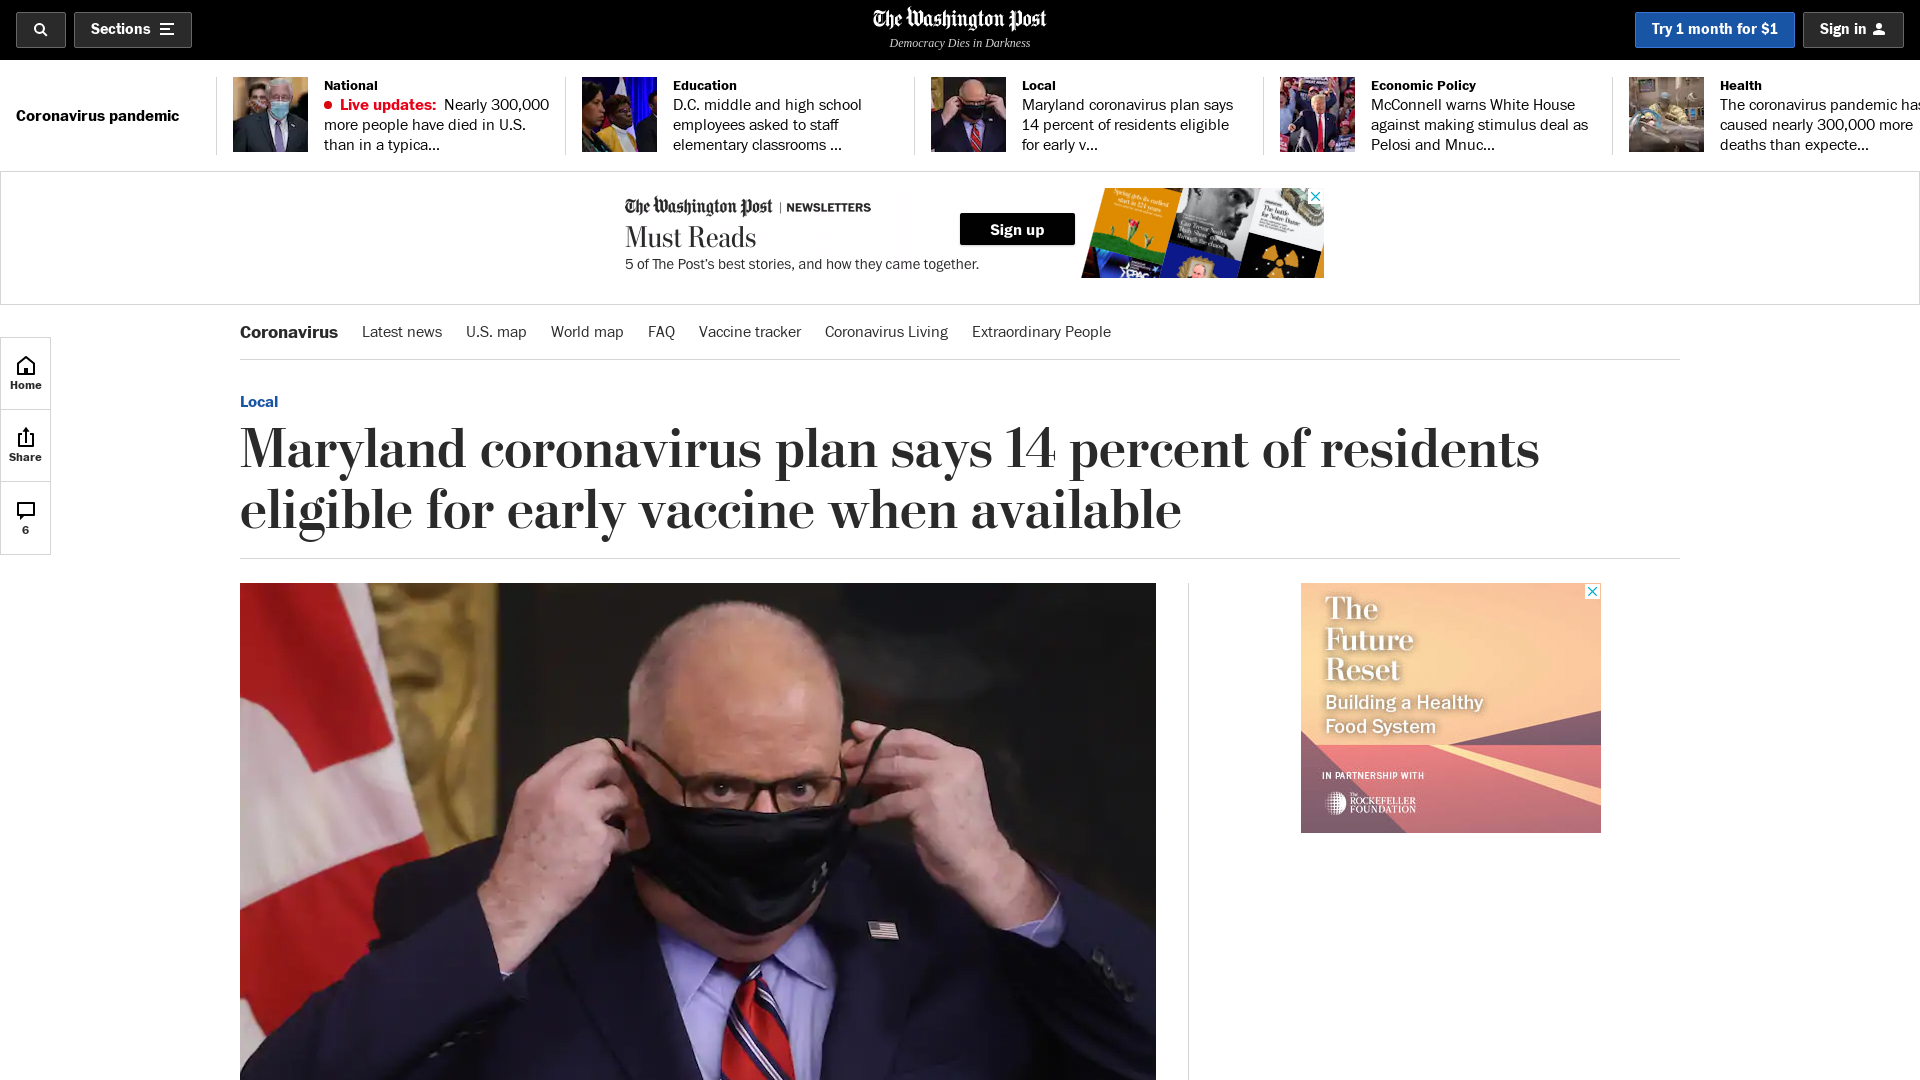 Sections
The Washington Post
Democracy Dies in Darkness
Try 1 month for $1
Sign in
Coronavirus pandemic
National
Live updates: Nearly 300,000
more people have died in U.S.
than in a typica...
Education
D.C. middle and high school
employees asked to staff
elementary classrooms ...
Local
Maryland coronavirus plan says
14 percent of residents eligible
for early v...
Economic Policy
McConnell warns White House
against making stimulus deal as
Pelosi and Mnuc...
Health
The coronavirus pandemic has
caused nearly 300,000 more
deaths than expecte...
The Washington Post | NEWSLETTERS
Must Reads
5 of The Post's best stories, and how they came together.
Sign up
Coronavirus Latest news U.S. map World map FAQ Vaccine tracker Coronavirus Living Extraordinary People
Home
Share
6
Local
Maryland coronavirus plan says 14 percent of residents
eligible for early vaccine when available
The
Future
Reset
Building a Healthy
Food System
IN PARTNERSHIP WITH
The
ROCKEFELLER
FOUNDATION